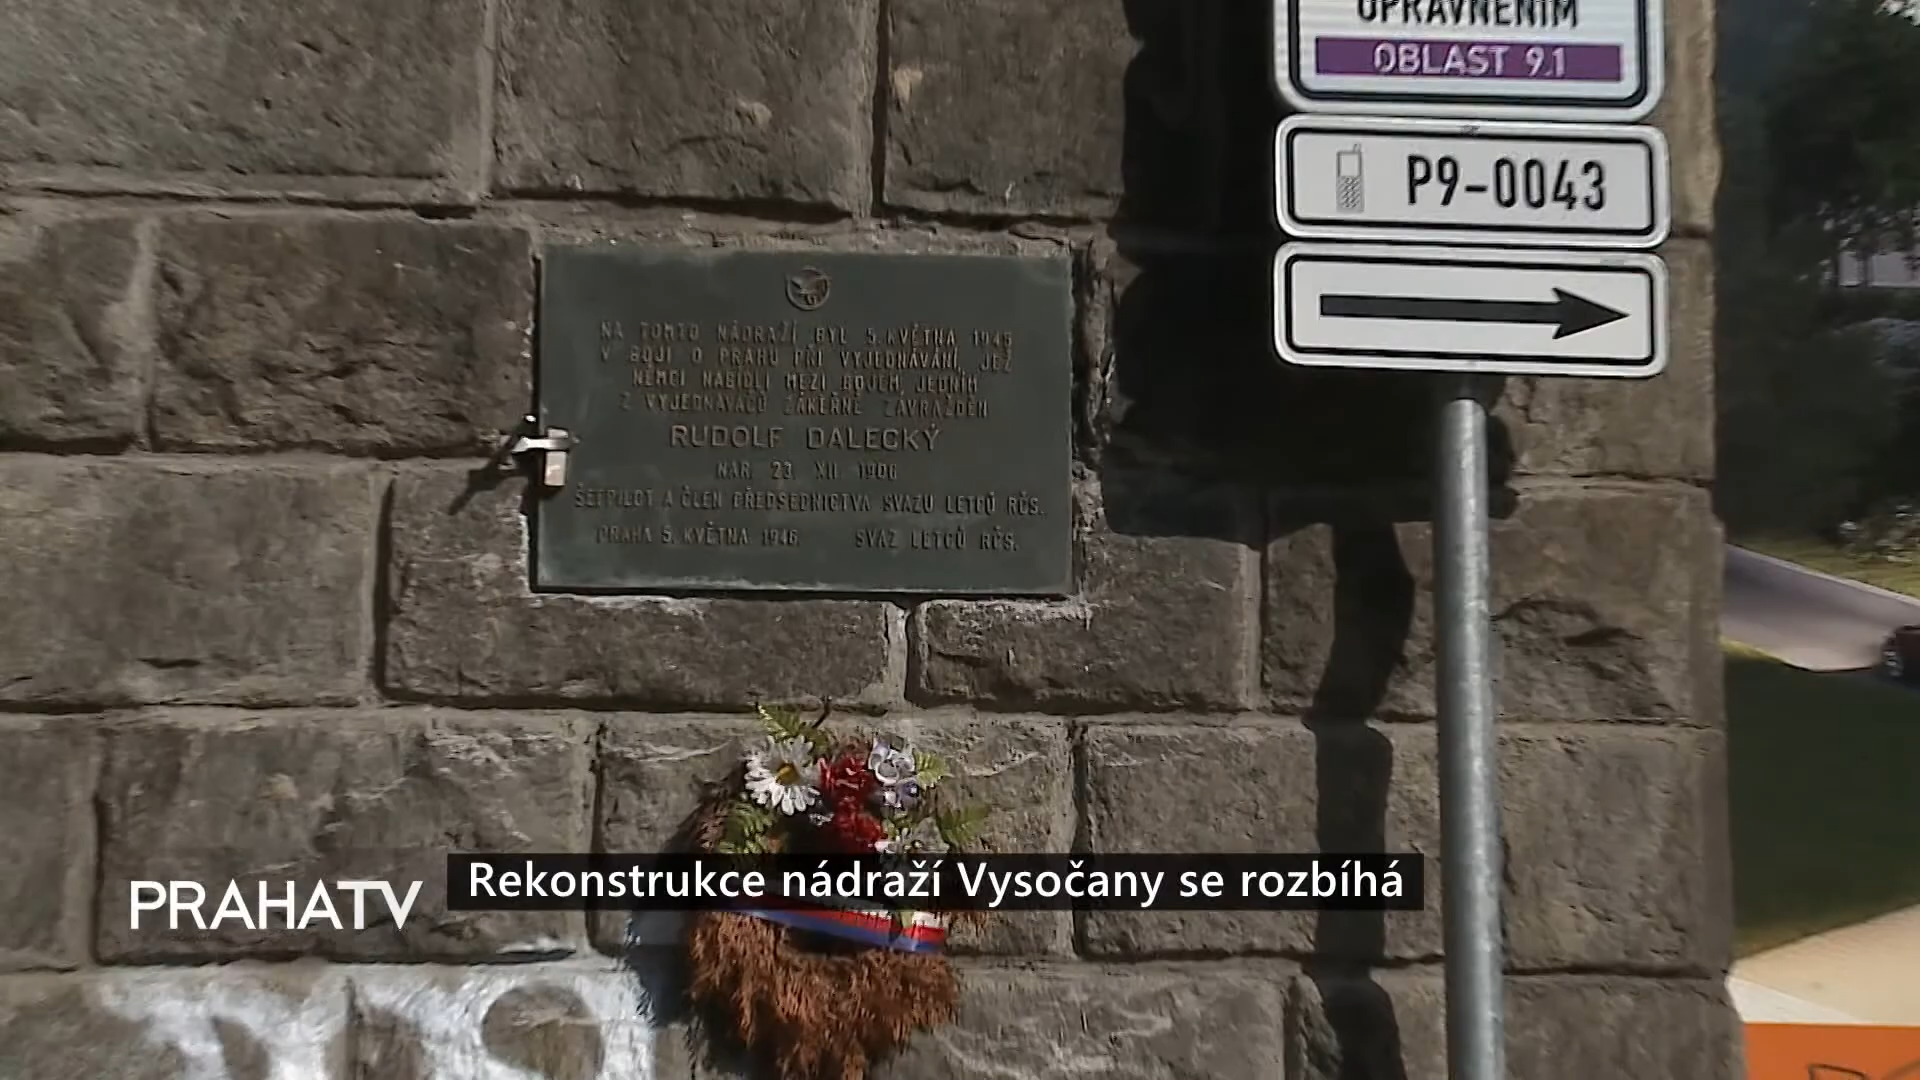 OPRÁVNĚNÍM
OBLAST 9.1
P9-0043
NA TOMTO NÁDRAŽÍ BYL 5. KVĚTNA 1945
V BOJI O PRAHU PŘI VYJEDNÁVÁNÍ, JEŽ
NĚMCI NABÍDLI MEZI BOJEM, JEDNÍM
Z VYJEDNAVAČŮ ZÁKEŘNĚ ZAVRAŽDĚN
RUDOLF DALECKÝ
NAR. 23. XII. 1906
ŠÉFPILOT A ČLEN PŘEDSEDNICTVA SVAZU LETCŮ RČS.
PRAHA 5. KVĚTNA 1946. SVAZ LETCŮ RČS.
PRAHATV
Rekonstrukce nádraží Vysočany se rozbíhá